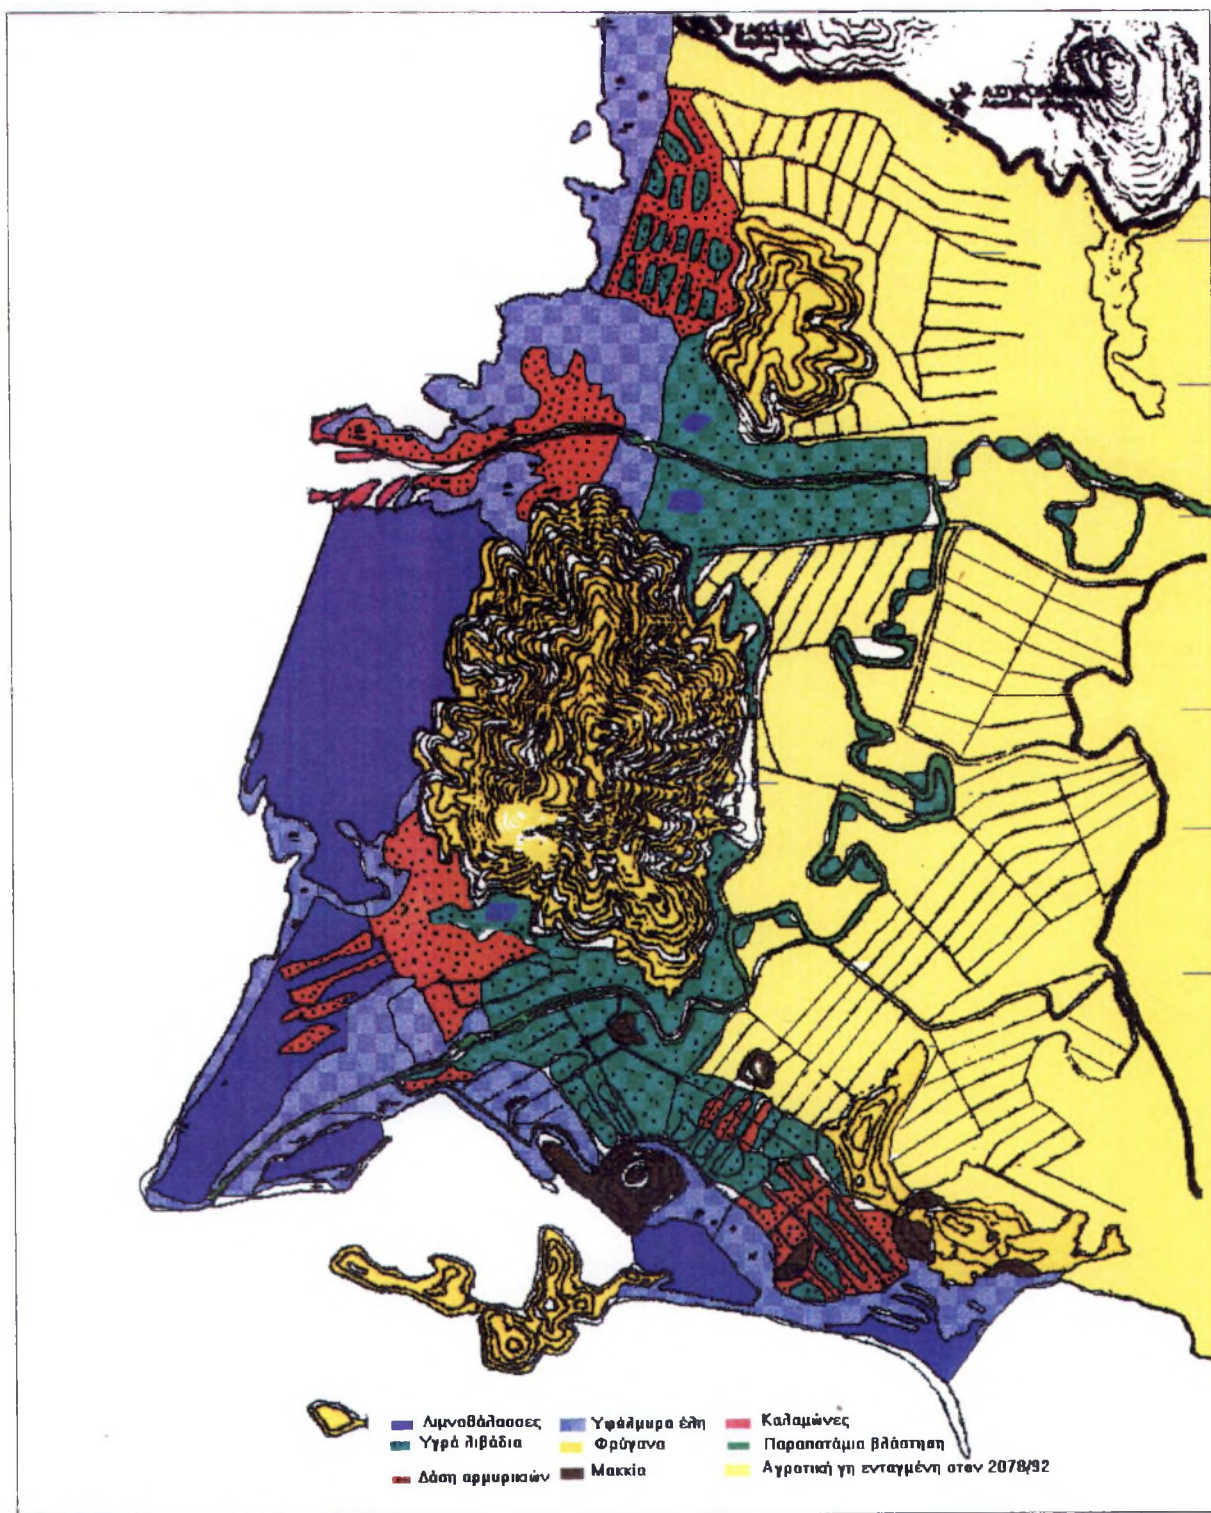 Λιμνοθάλασσες
Υφάλμυρα έλη
Καλαμώνες
Υγρά λιβάδια
Φρύγανα
Παραποτάμια βλάστηση
Δάση αρμυρικιών
Μακκία
Αγροτική γη ενταγμένη στον 2078/92